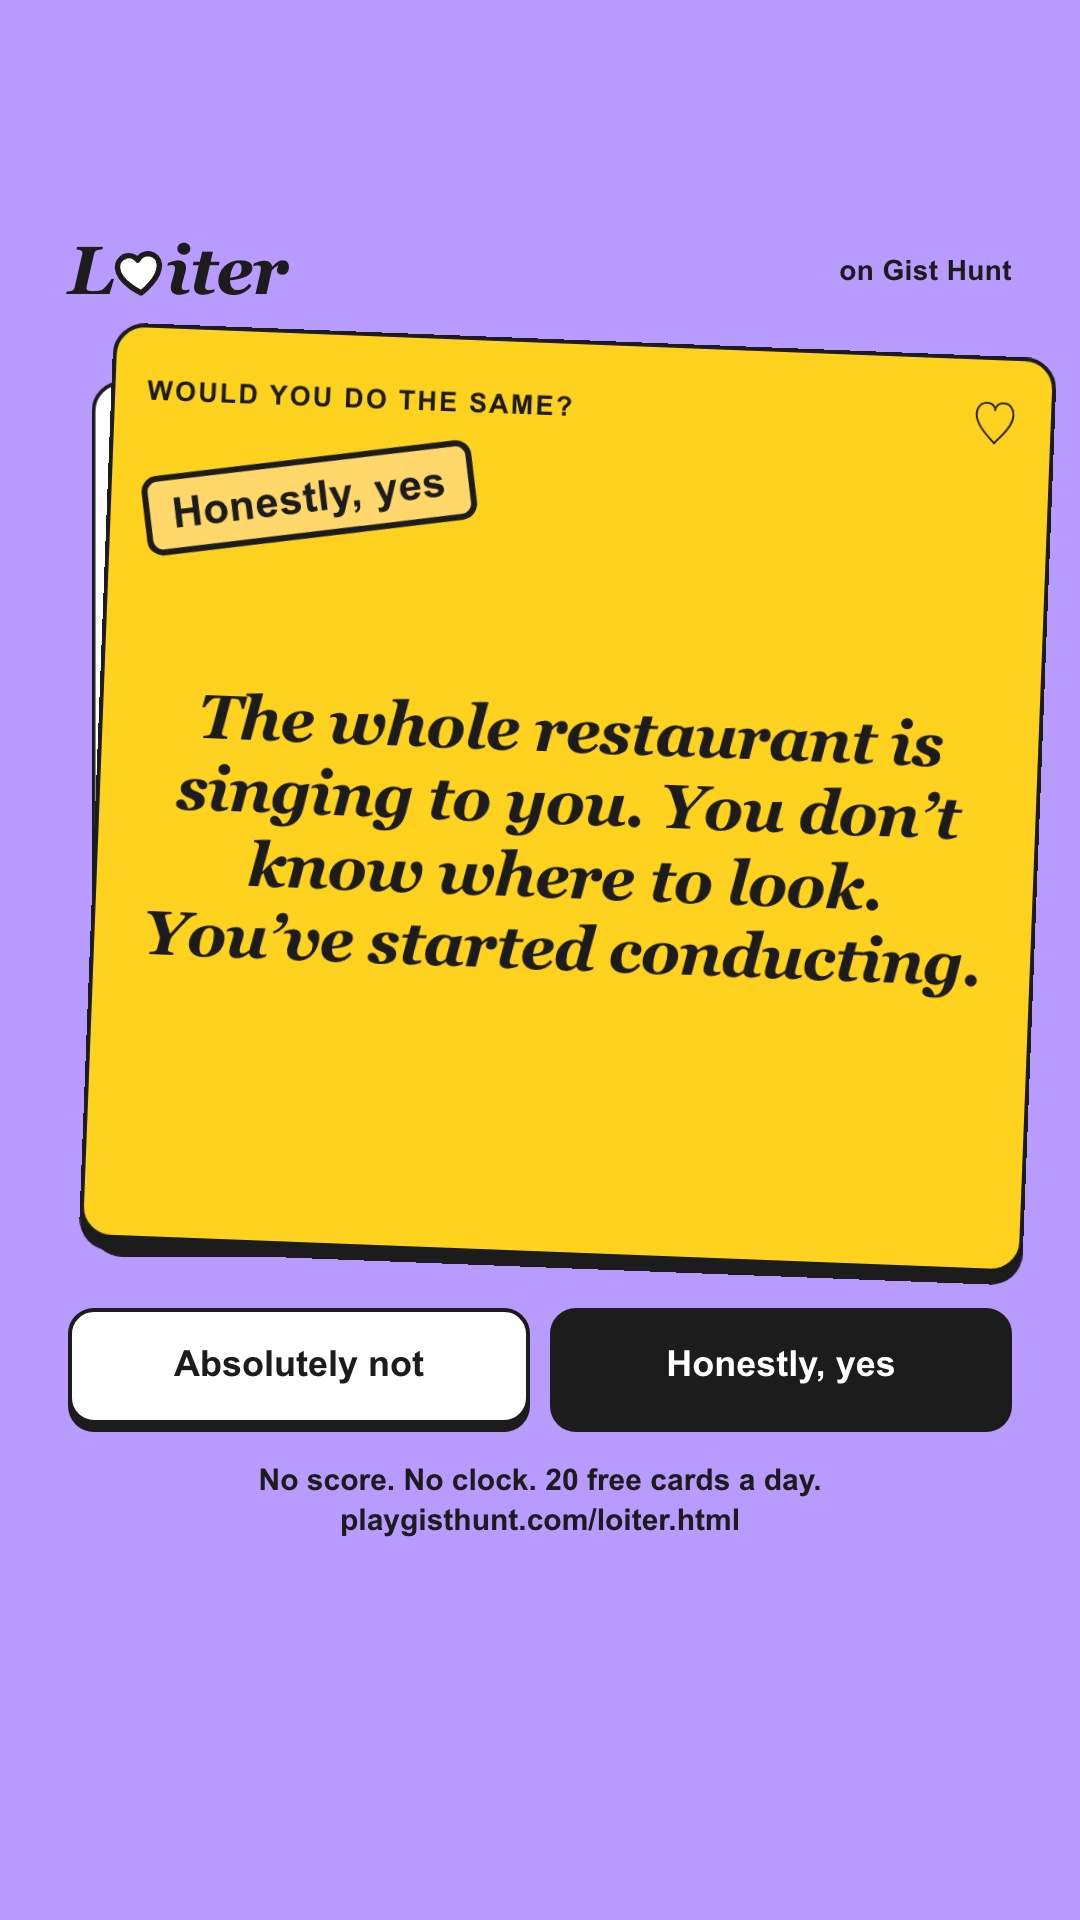 Loiter
on Gist Hunt
WOULD YOU DO THE SAME?
Honestly, yes
The whole restaurant is
singing to you. You don’t
know where to look.
You’ve started conducting.
Absolutely not
Honestly, yes
No score. No clock. 20 free cards a day.
playgisthunt.com/loiter.html